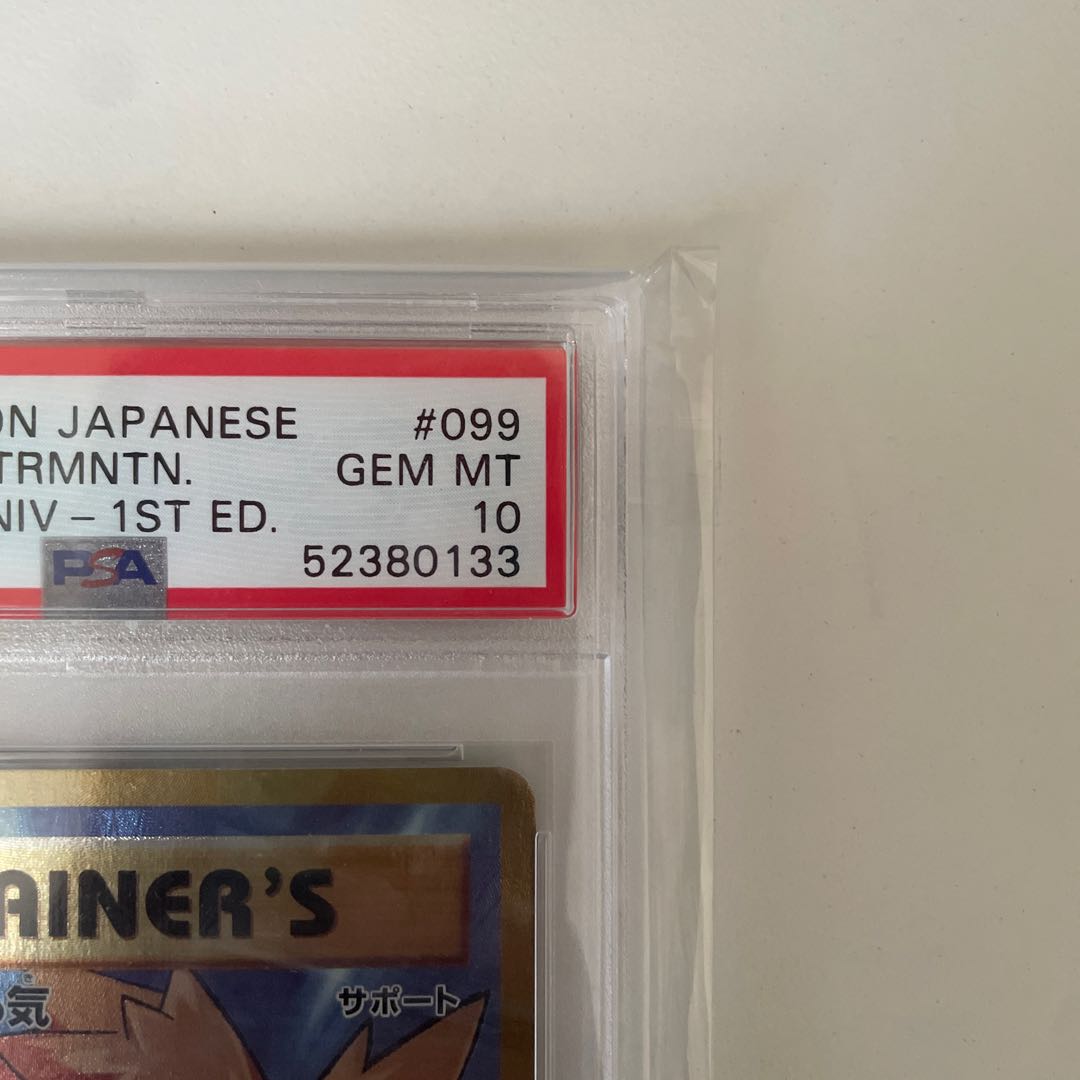 ON JAPANESE #099
TRMNTN. GEM MT
NIV - 1ST ED. 10
PSA 52380133
AINER'S
気 サポート